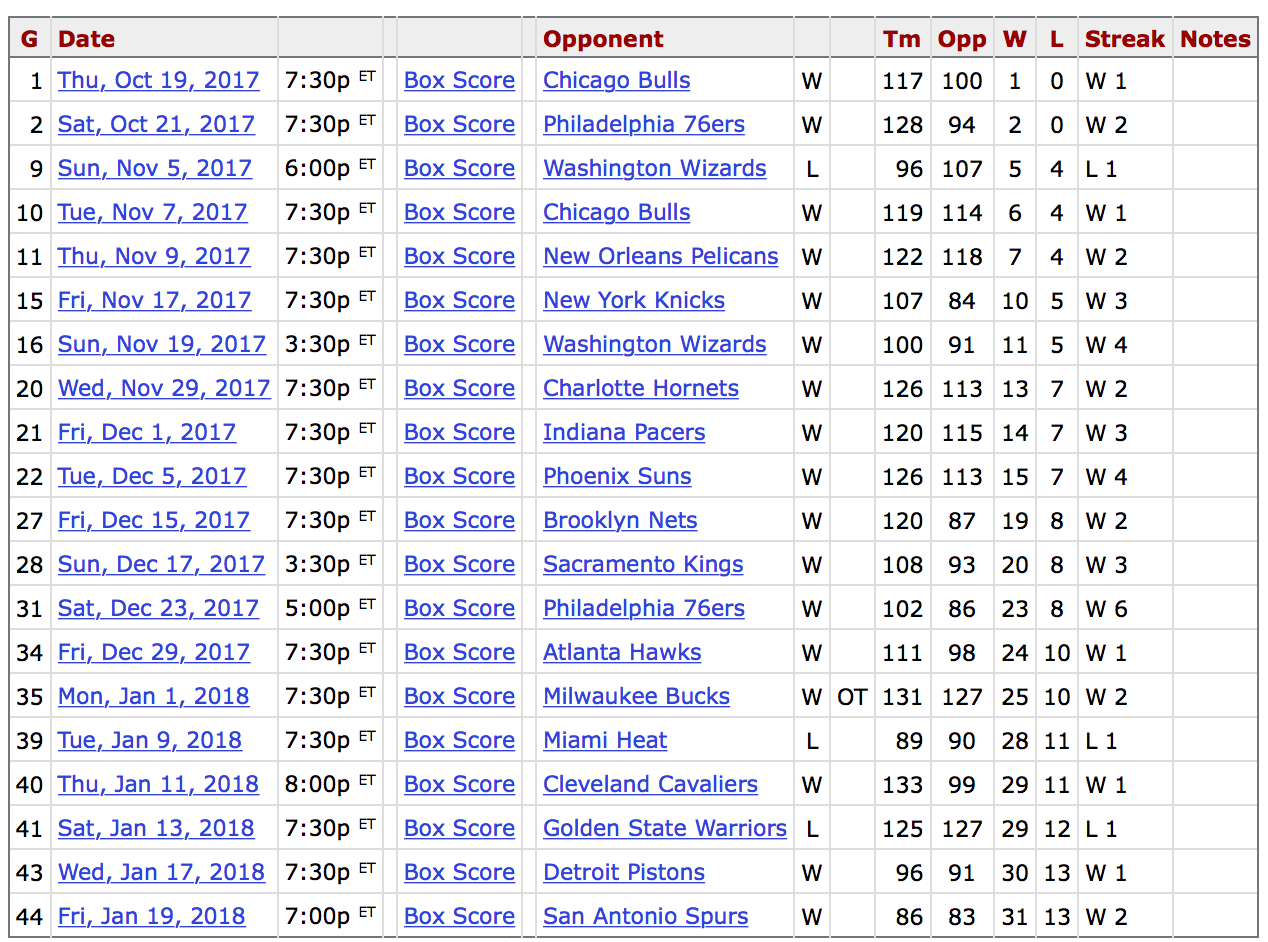 G Date Opponent Tm Opp W L Streak Notes
1 Thu, Oct 19, 2017 7:30p ET Box Score Chicago Bulls W 117 100 1 0 W 1
2 Sat, Oct 21, 2017 7:30p ET Box Score Philadelphia 76ers W 128 94 2 0 W 2
9 Sun, Nov 5, 2017 6:00p ET Box Score Washington Wizards L 96 107 5 4 L 1
10 Tue, Nov 7, 2017 7:30p ET Box Score Chicago Bulls W 119 114 6 4 W 1
11 Thu, Nov 9, 2017 7:30p ET Box Score New Orleans Pelicans W 122 118 7 4 W 2
15 Fri, Nov 17, 2017 7:30p ET Box Score New York Knicks W 107 84 10 5 W 3
16 Sun, Nov 19, 2017 3:30p ET Box Score Washington Wizards W 100 91 11 5 W 4
20 Wed, Nov 29, 2017 7:30p ET Box Score Charlotte Hornets W 126 113 13 7 W 2
21 Fri, Dec 1, 2017 7:30p ET Box Score Indiana Pacers W 120 115 14 7 W 3
22 Tue, Dec 5, 2017 7:30p ET Box Score Phoenix Suns W 126 113 15 7 W 4
27 Fri, Dec 15, 2017 7:30p ET Box Score Brooklyn Nets W 120 87 19 8 W 2
28 Sun, Dec 17, 2017 3:30p ET Box Score Sacramento Kings W 108 93 20 8 W 3
31 Sat, Dec 23, 2017 5:00p ET Box Score Philadelphia 76ers W 102 86 23 8 W 6
34 Fri, Dec 29, 2017 7:30p ET Box Score Atlanta Hawks W 111 98 24 10 W 1
35 Mon, Jan 1, 2018 7:30p ET Box Score Milwaukee Bucks W OT 131 127 25 10 W 2
39 Tue, Jan 9, 2018 7:30p ET Box Score Miami Heat L 89 90 28 11 L 1
40 Thu, Jan 11, 2018 8:00p ET Box Score Cleveland Cavaliers W 133 99 29 11 W 1
41 Sat, Jan 13, 2018 7:30p ET Box Score Golden State Warriors L 125 127 29 12 L 1
43 Wed, Jan 17, 2018 7:30p ET Box Score Detroit Pistons W 96 91 30 13 W 1
44 Fri, Jan 19, 2018 7:00p ET Box Score San Antonio Spurs W 86 83 31 13 W 2